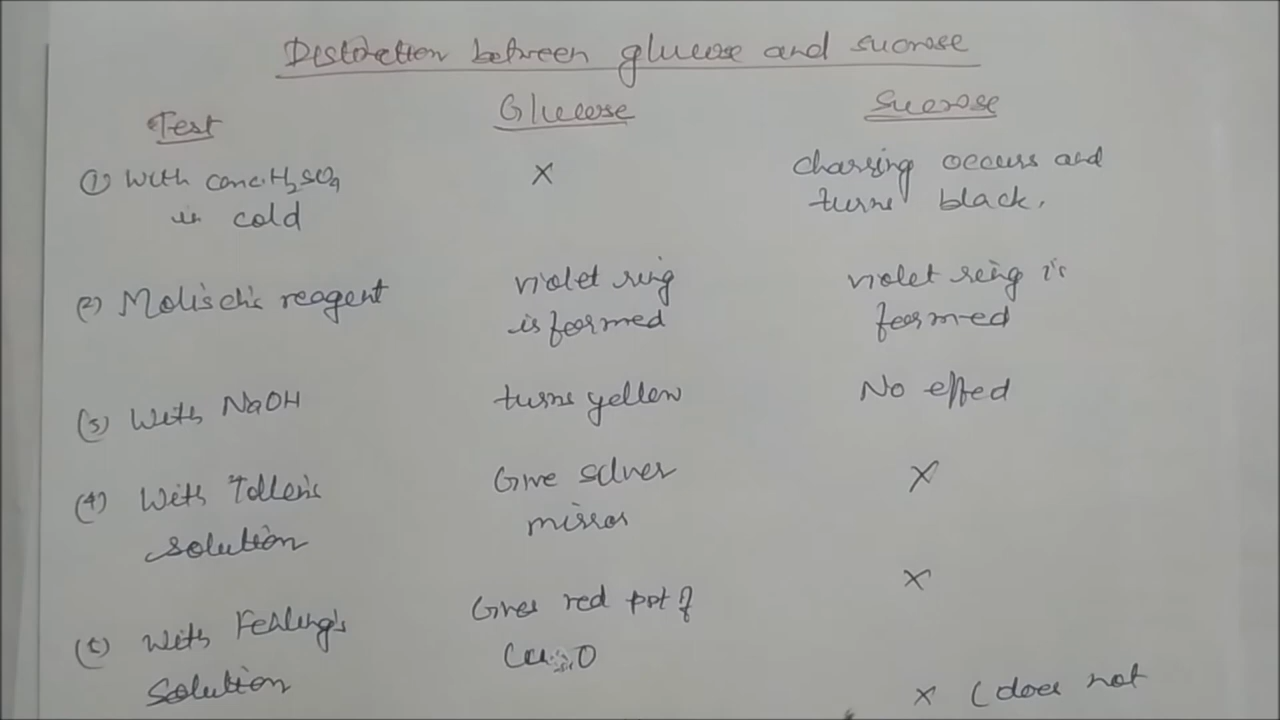 Distinction between glucose and sucrose
Test Glucose Sucrose
(1) With conc. H2SO4 X charring occurs and
in cold turns black.
(2) Molisch's reagent violet ring violet ring is
is formed formed
(3) With NaOH turns yellow No effect
(4) With Tollen's Give silver X
solution mirror
(5) With Fehling's Gives red ppt of X
Solution
X (does not